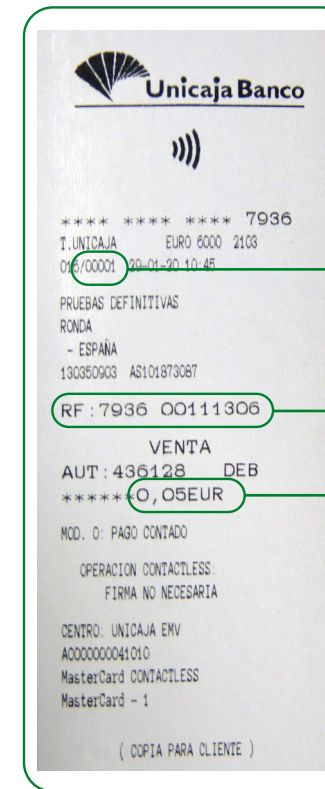 Unicaja Banco
**** **** **** 7936
T.UNICAJA EURO 6000 2103
016/00001 29-01-20 10:45
PRUEBAS DEFINITIVAS
RONDA
- ESPAÑA
130350903 AS101873087
RF:7936 00111306
VENTA
AUT:436128 DEB
******0,05EUR
MOD. O: PAGO CONTADO
OPERACION CONTACTLESS:
FIRMA NO NECESARIA
CENTRO: UNICAJA EMV
A0000000041010
MasterCard CONTACTLESS
MasterCard - 1
( COPIA PARA CLIENTE )